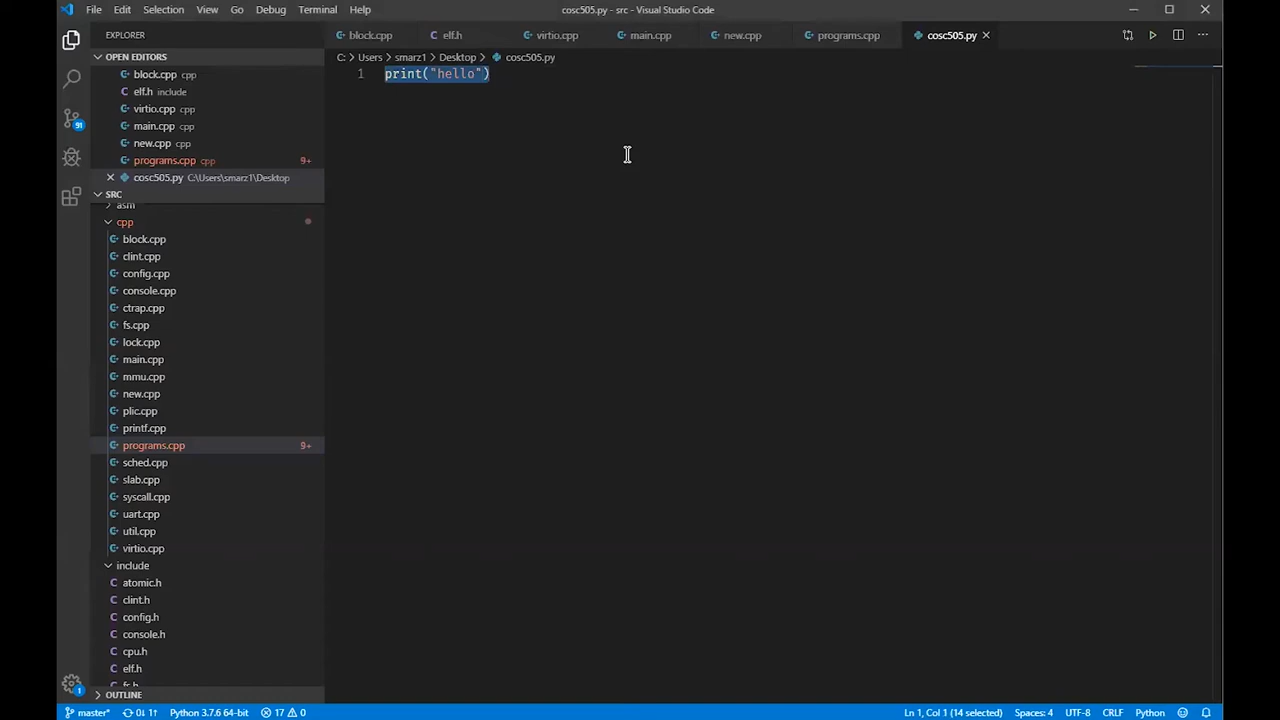 File Edit Selection View Go Debug Terminal Help cosc505.py - src - Visual Studio Code
EXPLORER
block.cpp elf.h virtio.cpp main.cpp new.cpp programs.cpp cosc505.py
OPEN EDITORS
C: > Users > smarz1 > Desktop > cosc505.py
block.cpp cpp
1 print("hello")
elf.h include
virtio.cpp cpp
main.cpp cpp
new.cpp cpp
programs.cpp cpp 9+
cosc505.py C:\Users\smarz1\Desktop
91
SRC
asm
cpp
block.cpp
clint.cpp
config.cpp
console.cpp
ctrap.cpp
fs.cpp
lock.cpp
main.cpp
mmu.cpp
new.cpp
plic.cpp
printf.cpp
programs.cpp 9+
sched.cpp
slab.cpp
syscall.cpp
uart.cpp
util.cpp
virtio.cpp
include
atomic.h
clint.h
config.h
console.h
cpu.h
elf.h
fs.h
1
OUTLINE
master* 0↓ 1↑ Python 3.7.6 64-bit 17 0 Ln 1, Col 1 (14 selected) Spaces: 4 UTF-8 CRLF Python